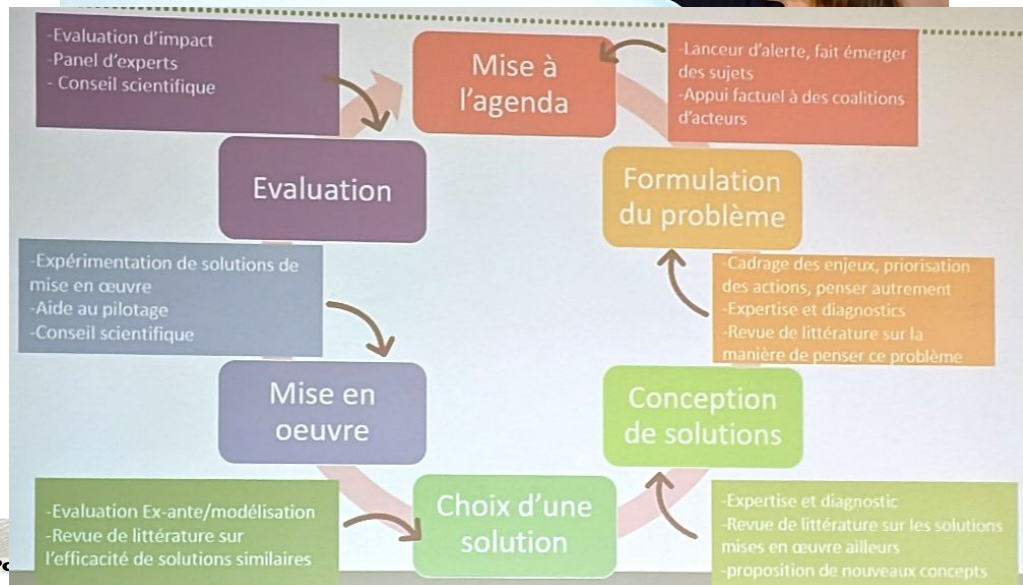 -Evaluation d'impact
-Panel d'experts
- Conseil scientifique
Mise à
l'agenda
-Lanceur d'alerte, fait émerger
des sujets
-Appui factuel à des coalitions
d'acteurs
Evaluation
Formulation
du problème
-Expérimentation de solutions de
mise en œuvre
-Aide au pilotage
-Conseil scientifique
-Cadrage des enjeux, priorisation
des actions, penser autrement
-Expertise et diagnostics
-Revue de littérature sur la
manière de penser ce problème
Mise en
oeuvre
Conception
de solutions
-Evaluation Ex-ante/modélisation
-Revue de littérature sur
l'efficacité de solutions similaires
Choix d'une
solution
-Expertise et diagnostic
-Revue de littérature sur les solutions
mises en œuvre ailleurs
-proposition de nouveaux concepts